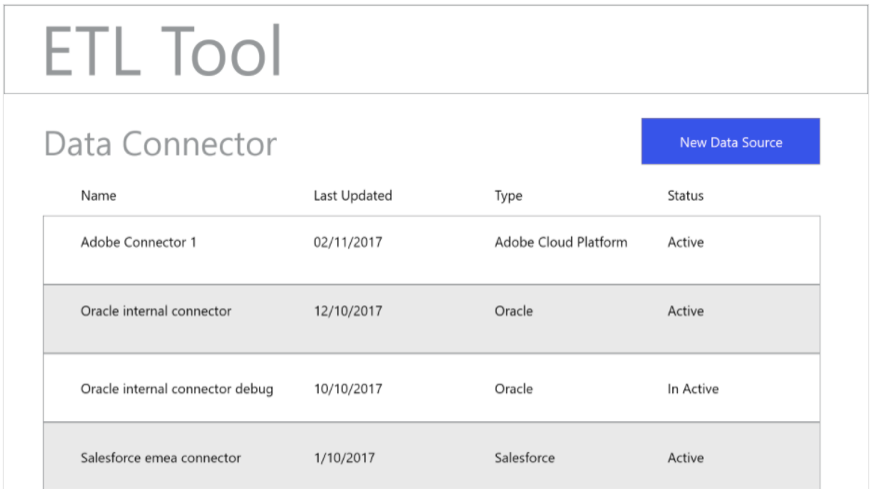 ETL Tool
Data Connector
New Data Source
Name Last Updated Type Status
Adobe Connector 1 02/11/2017 Adobe Cloud Platform Active
Oracle internal connector 12/10/2017 Oracle Active
Oracle internal connector debug 10/10/2017 Oracle In Active
Salesforce emea connector 1/10/2017 Salesforce Active